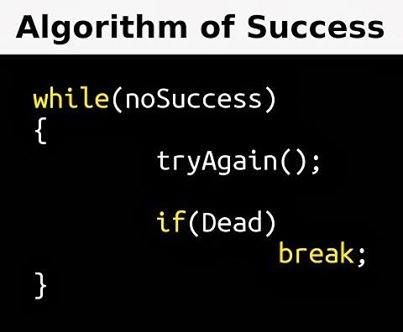 Algorithm of Success
while(noSuccess)
{
tryAgain();
if(Dead)
break;
}